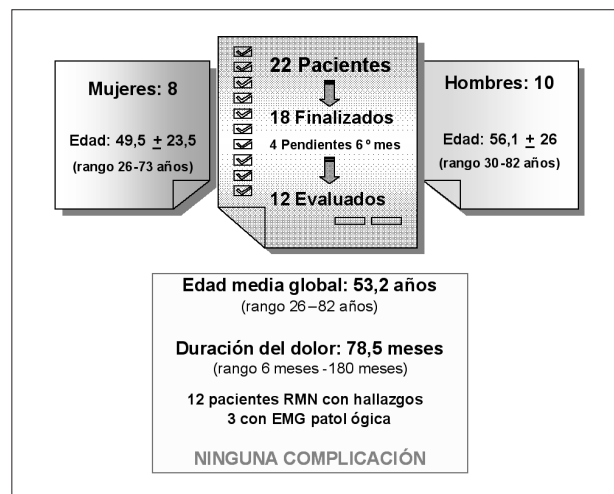 Mujeres: 8
Edad: 49,5 ± 23,5
(rango 26-73 años)
22 Pacientes
18 Finalizados
4 Pendientes 6 º mes
12 Evaluados
Hombres: 10
Edad: 56,1 ± 26
(rango 30-82 años)
Edad media global: 53,2 años
(rango 26–82 años)
Duración del dolor: 78,5 meses
(rango 6 meses -180 meses)
12 pacientes RMN con hallazgos
3 con EMG patol ógica
NINGUNA COMPLICACIÓN